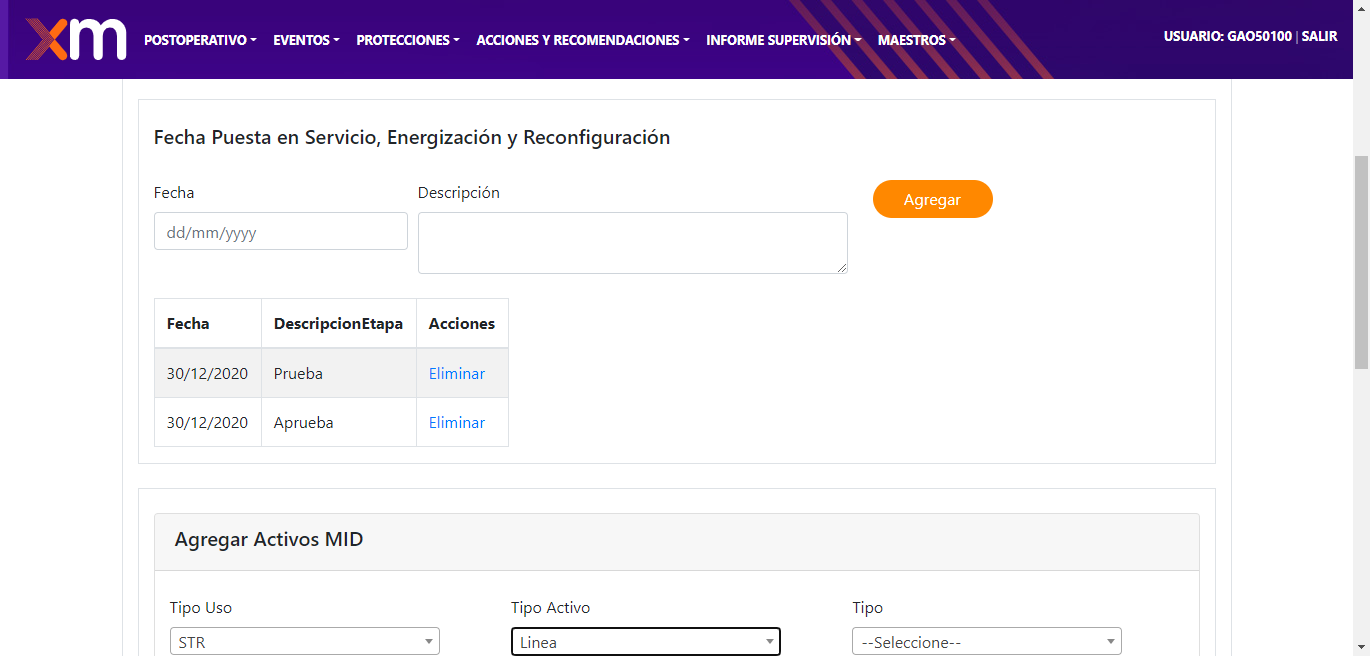 xm POSTOPERATIVO EVENTOS PROTECCIONES ACCIONES Y RECOMENDACIONES INFORME SUPERVISIÓN MAESTROS USUARIO: GAO50100 | SALIR
Fecha Puesta en Servicio, Energización y Reconfiguración
Fecha Descripción Agregar
dd/mm/yyyy
Fecha DescripcionEtapa Acciones
30/12/2020 Prueba Eliminar
30/12/2020 Aprueba Eliminar
Agregar Activos MID
Tipo Uso Tipo Activo Tipo
STR Linea --Seleccione--